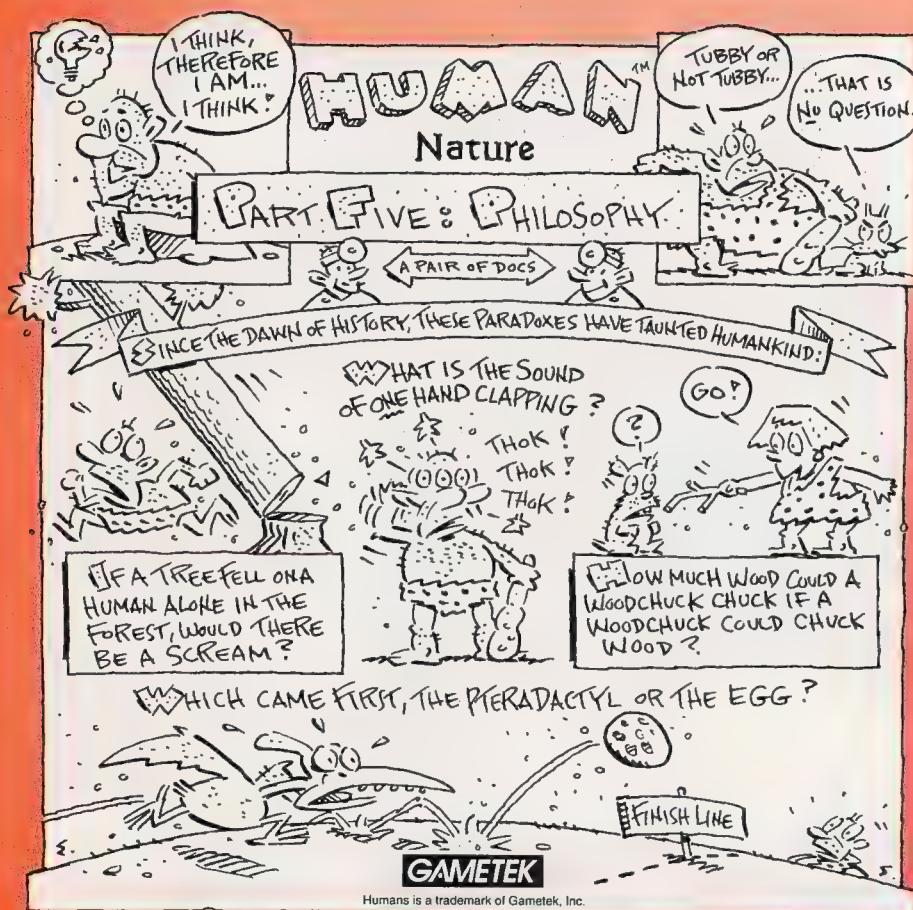 I THINK,
THEREFORE
I AM...
I THINK!
HUMAN™
Nature
TUBBY OR
NOT TUBBY...
...THAT IS
NO QUESTION.
PART FIVE: PHILOSOPHY
A PAIR OF DOCS
SINCE THE DAWN OF HISTORY, THESE PARADOXES HAVE TAUNTED HUMANKIND:
WHAT IS THE SOUND
OF ONE HAND CLAPPING?
THOK!
THOK!
THOK!
?
GO!
IF A TREE FELL ON A
HUMAN ALONE IN THE
FOREST, WOULD THERE
BE A SCREAM?
HOW MUCH WOOD COULD A
WOODCHUCK CHUCK IF A
WOODCHUCK COULD CHUCK
WOOD?
WHICH CAME FIRST, THE PTERADACTYL OR THE EGG?
FINISH LINE
GAMETEK
Humans is a trademark of Gametek, Inc.